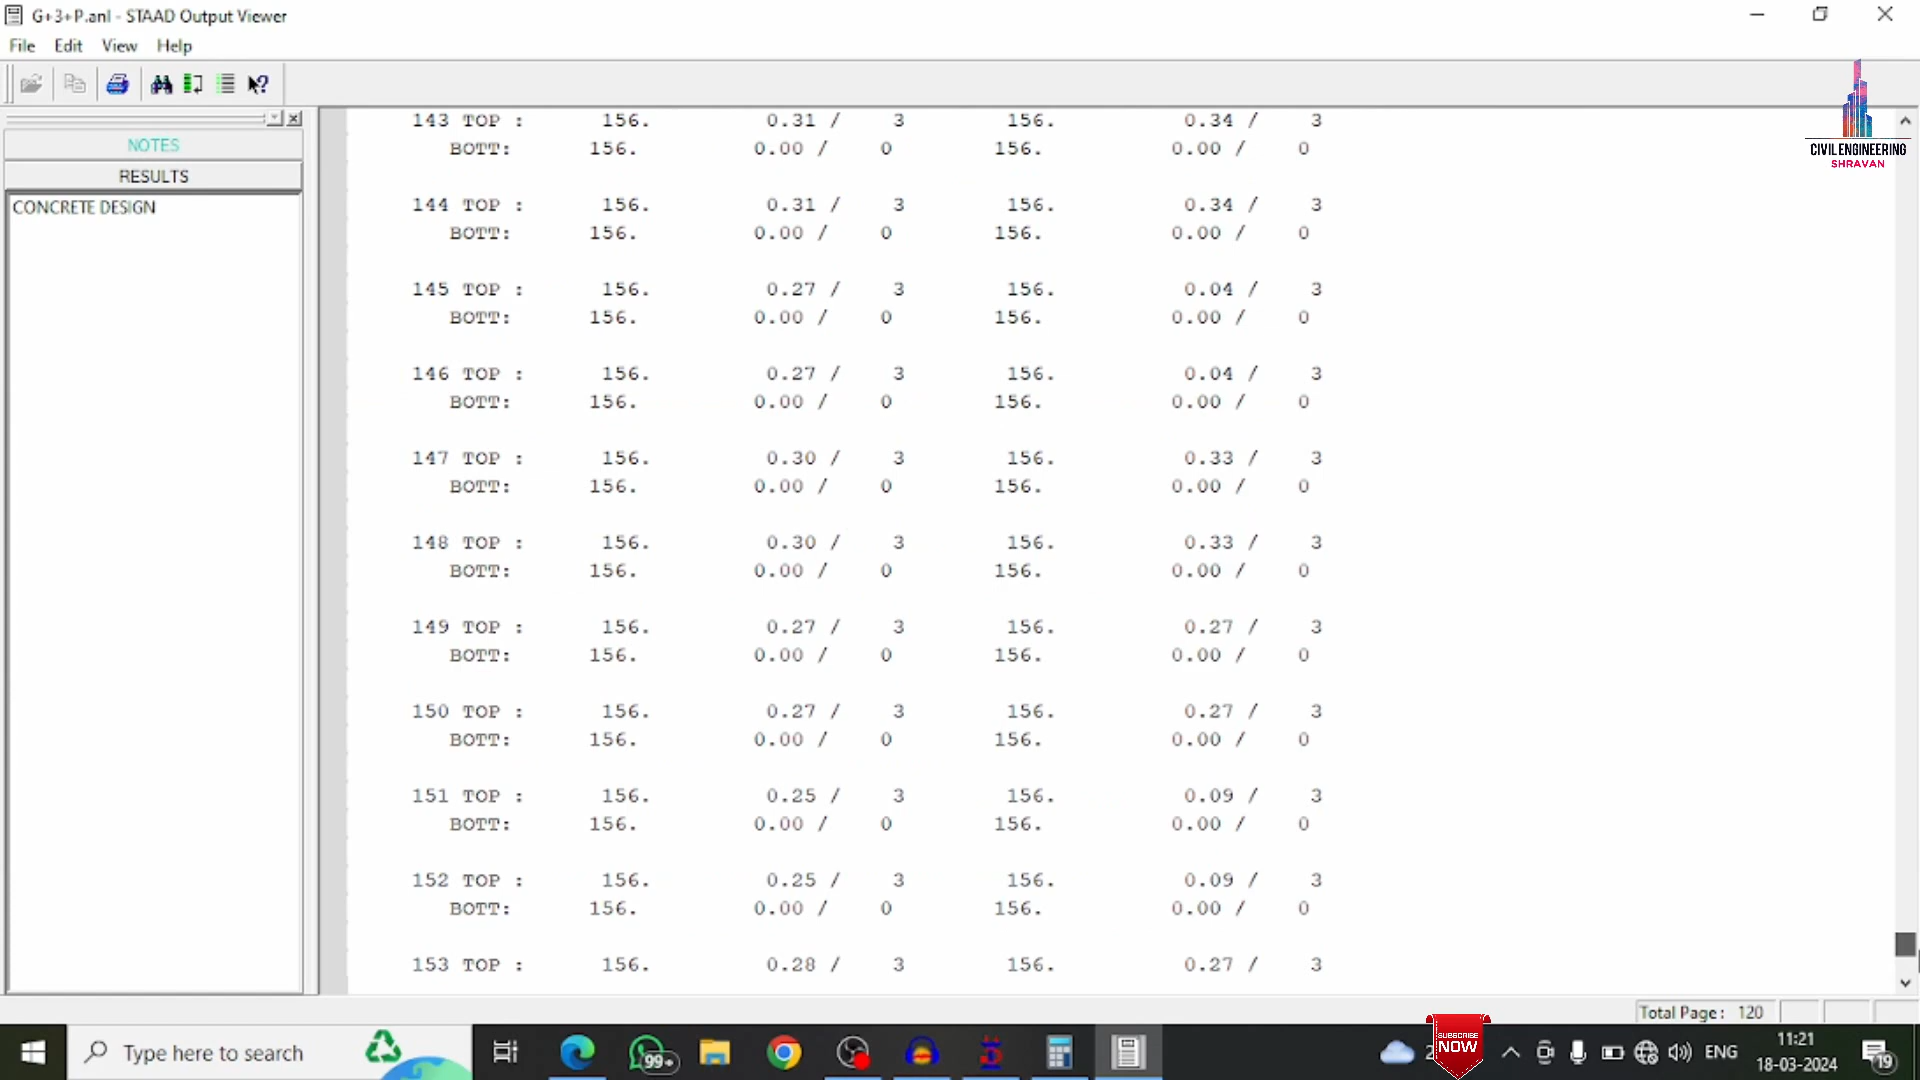 G+3+P.anl - STAAD Output Viewer
File Edit View Help
NOTES
RESULTS
CONCRETE DESIGN
143 TOP : 156. 0.31 / 3 156. 0.34 / 3
BOTT: 156. 0.00 / 0 156. 0.00 / 0
144 TOP : 156. 0.31 / 3 156. 0.34 / 3
BOTT: 156. 0.00 / 0 156. 0.00 / 0
145 TOP : 156. 0.27 / 3 156. 0.04 / 3
BOTT: 156. 0.00 / 0 156. 0.00 / 0
146 TOP : 156. 0.27 / 3 156. 0.04 / 3
BOTT: 156. 0.00 / 0 156. 0.00 / 0
147 TOP : 156. 0.30 / 3 156. 0.33 / 3
BOTT: 156. 0.00 / 0 156. 0.00 / 0
148 TOP : 156. 0.30 / 3 156. 0.33 / 3
BOTT: 156. 0.00 / 0 156. 0.00 / 0
149 TOP : 156. 0.27 / 3 156. 0.27 / 3
BOTT: 156. 0.00 / 0 156. 0.00 / 0
150 TOP : 156. 0.27 / 3 156. 0.27 / 3
BOTT: 156. 0.00 / 0 156. 0.00 / 0
151 TOP : 156. 0.25 / 3 156. 0.09 / 3
BOTT: 156. 0.00 / 0 156. 0.00 / 0
152 TOP : 156. 0.25 / 3 156. 0.09 / 3
BOTT: 156. 0.00 / 0 156. 0.00 / 0
153 TOP : 156. 0.28 / 3 156. 0.27 / 3
CIVIL ENGINEERING
SHRAVAN
Total Page : 120
Type here to search
99+
SUBSCRIBE
NOW
ENG
11:21
18-03-2024
19